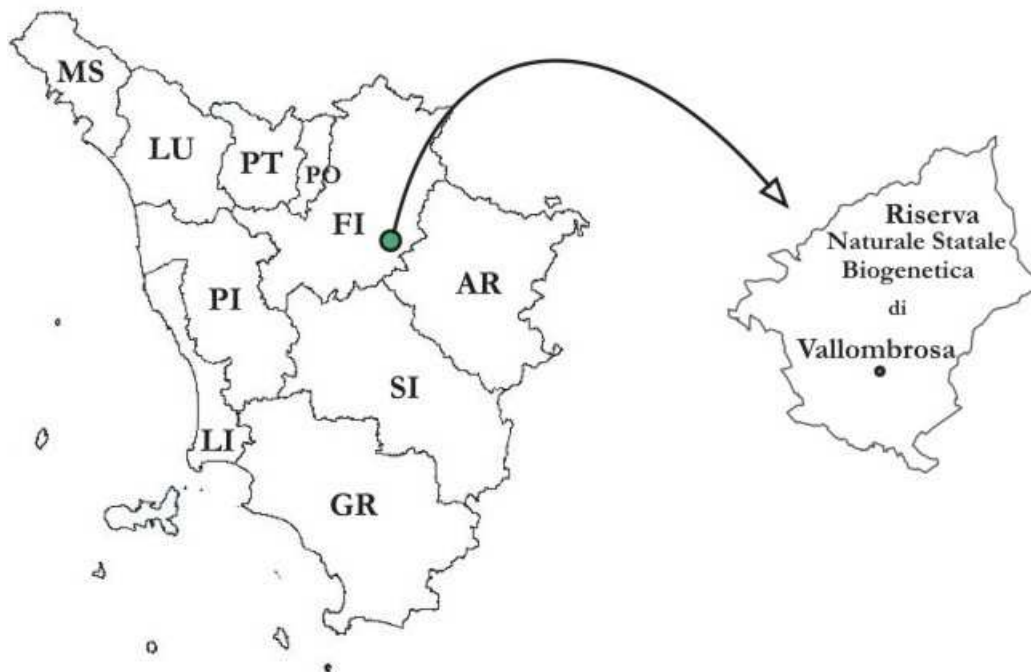 MS
LU
PT
PO
FI
PI
AR
SI
LI
GR
Riserva
Naturale Statale
Biogenetica
di
Vallombrosa